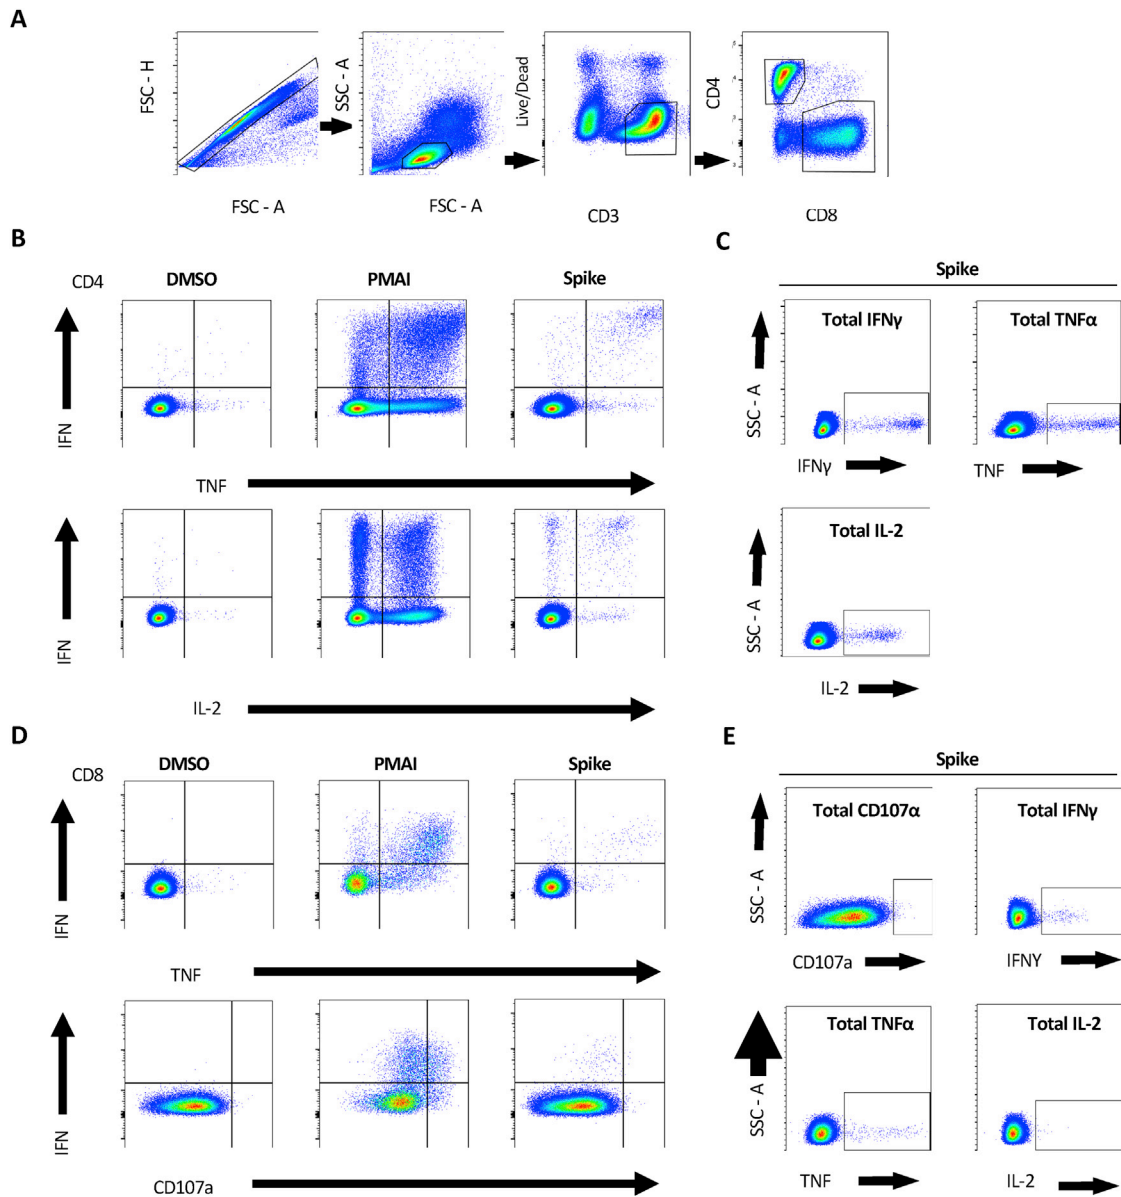 A
FSC - H
FSC - A
SSC - A
FSC - A
Live/Dead
CD3
CD4
CD8
B
CD4
DMSO
PMAI
Spike
IFN
TNF
IFN
IL-2
C
Spike
Total IFNγ
Total TNFα
SSC - A
IFNγ
TNF
Total IL-2
SSC - A
IL-2
D
CD8
DMSO
PMAI
Spike
IFN
TNF
IFN
CD107a
E
Spike
Total CD107α
Total IFNγ
SSC - A
CD107a
IFNY
Total TNFα
Total IL-2
SSC - A
TNF
IL-2